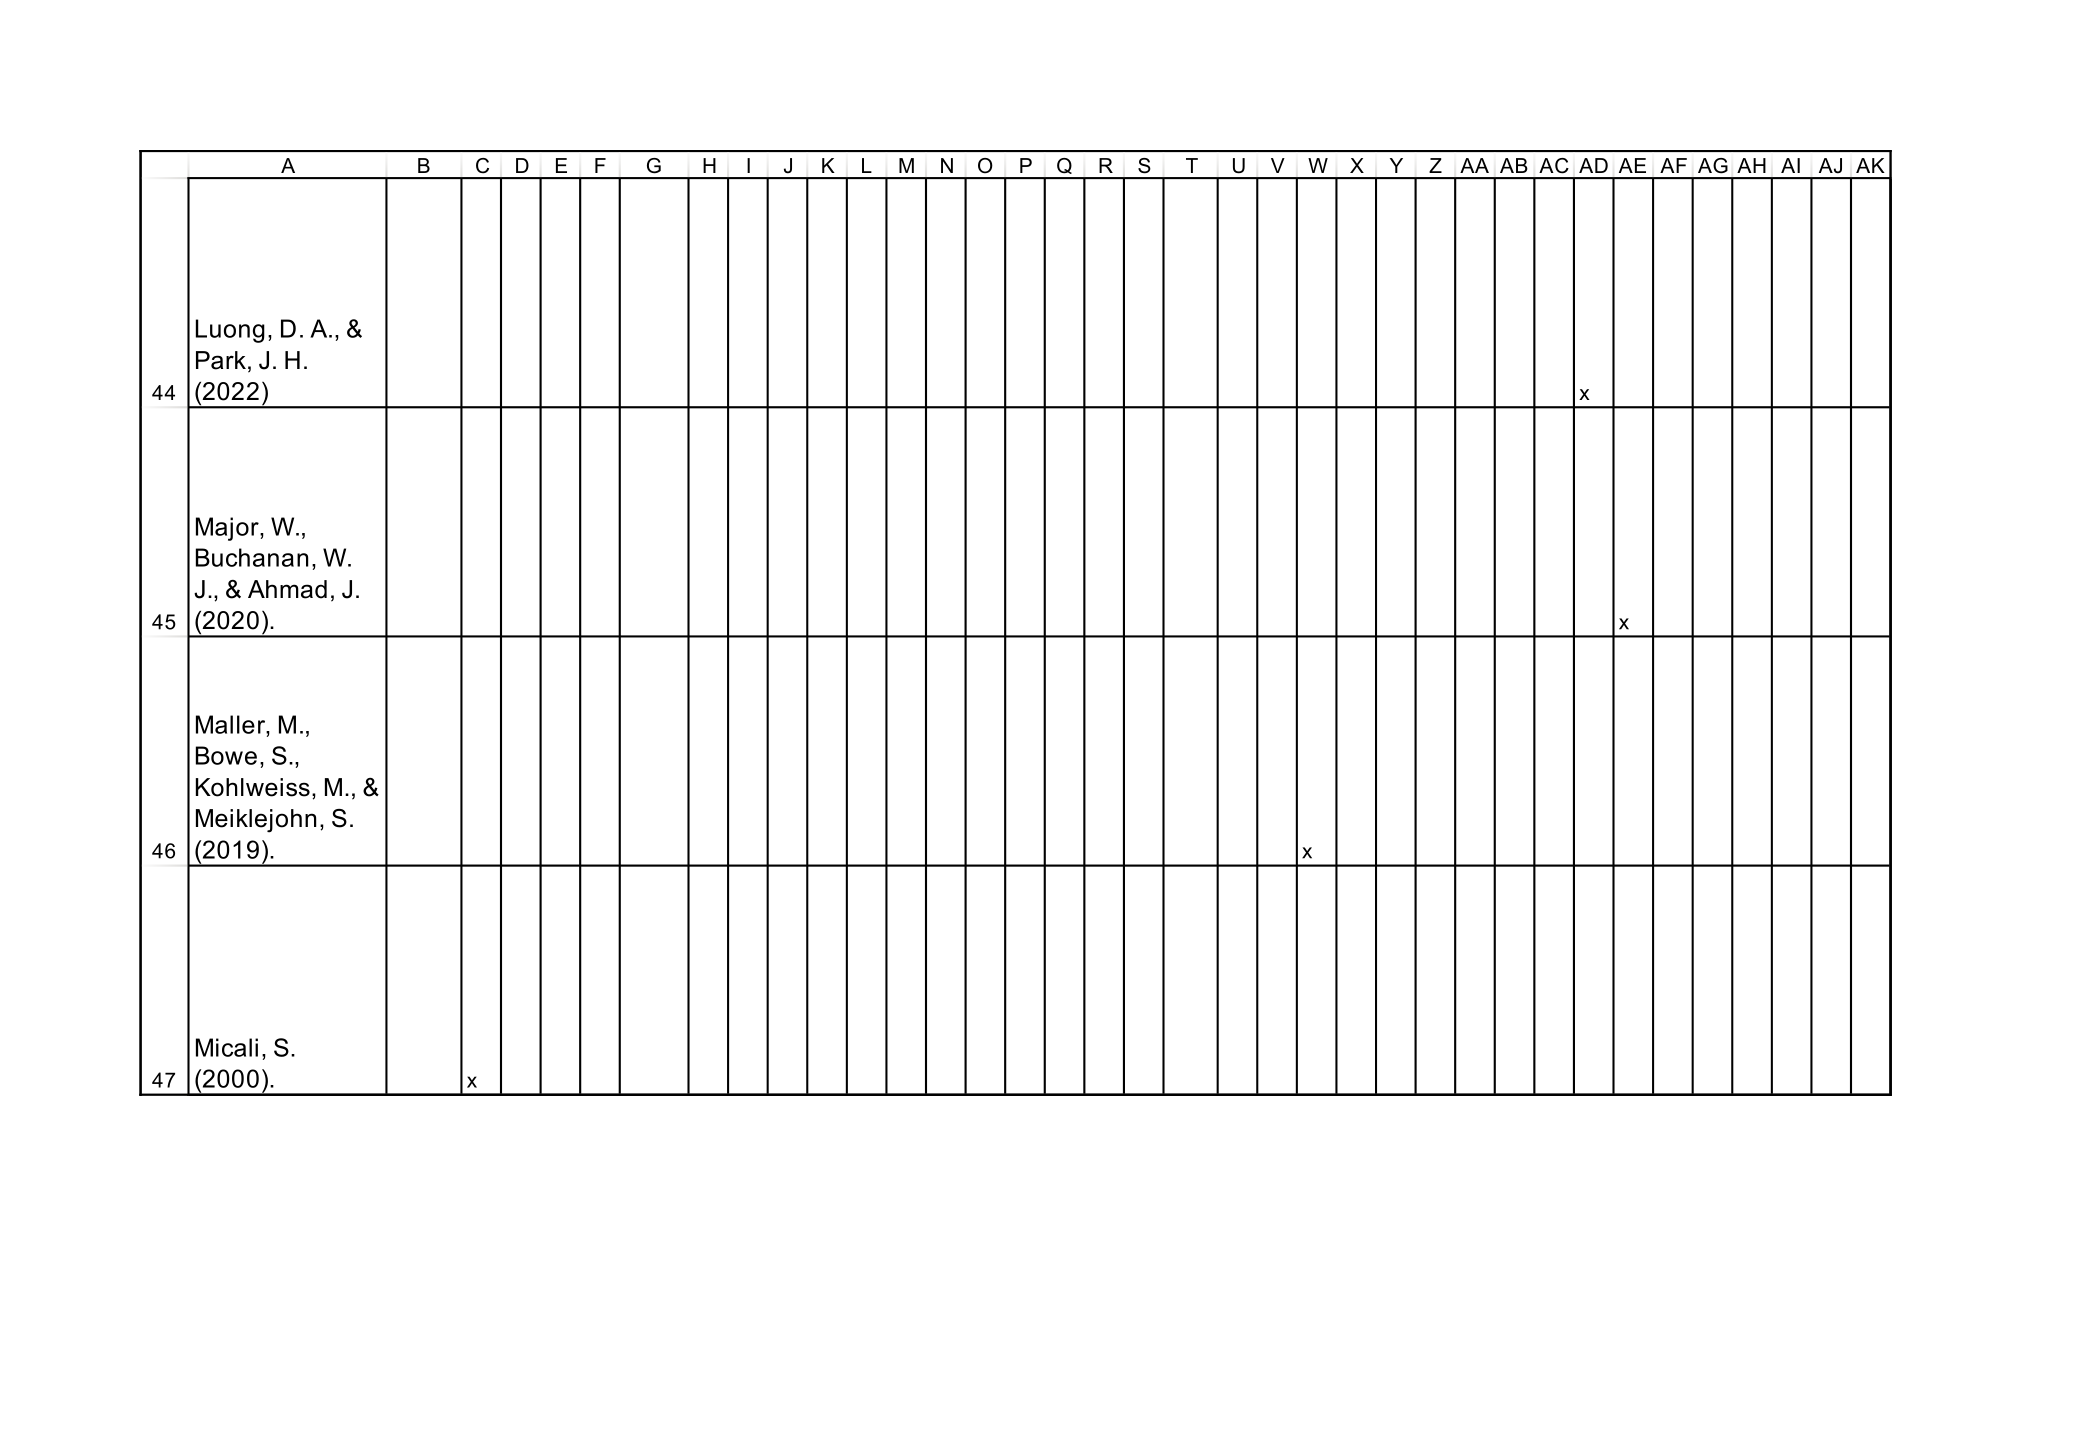 A B C D E F G H I J K L M N O P Q R S T U V W X Y Z AA AB AC AD AE AF AG AH AI AJ AK
Luong, D. A., &
Park, J. H.
44 (2022) x
Major, W.,
Buchanan, W.
J., & Ahmad, J.
45 (2020). x
Maller, M.,
Bowe, S.,
Kohlweiss, M., &
Meiklejohn, S.
46 (2019). x
Micali, S.
47 (2000). x